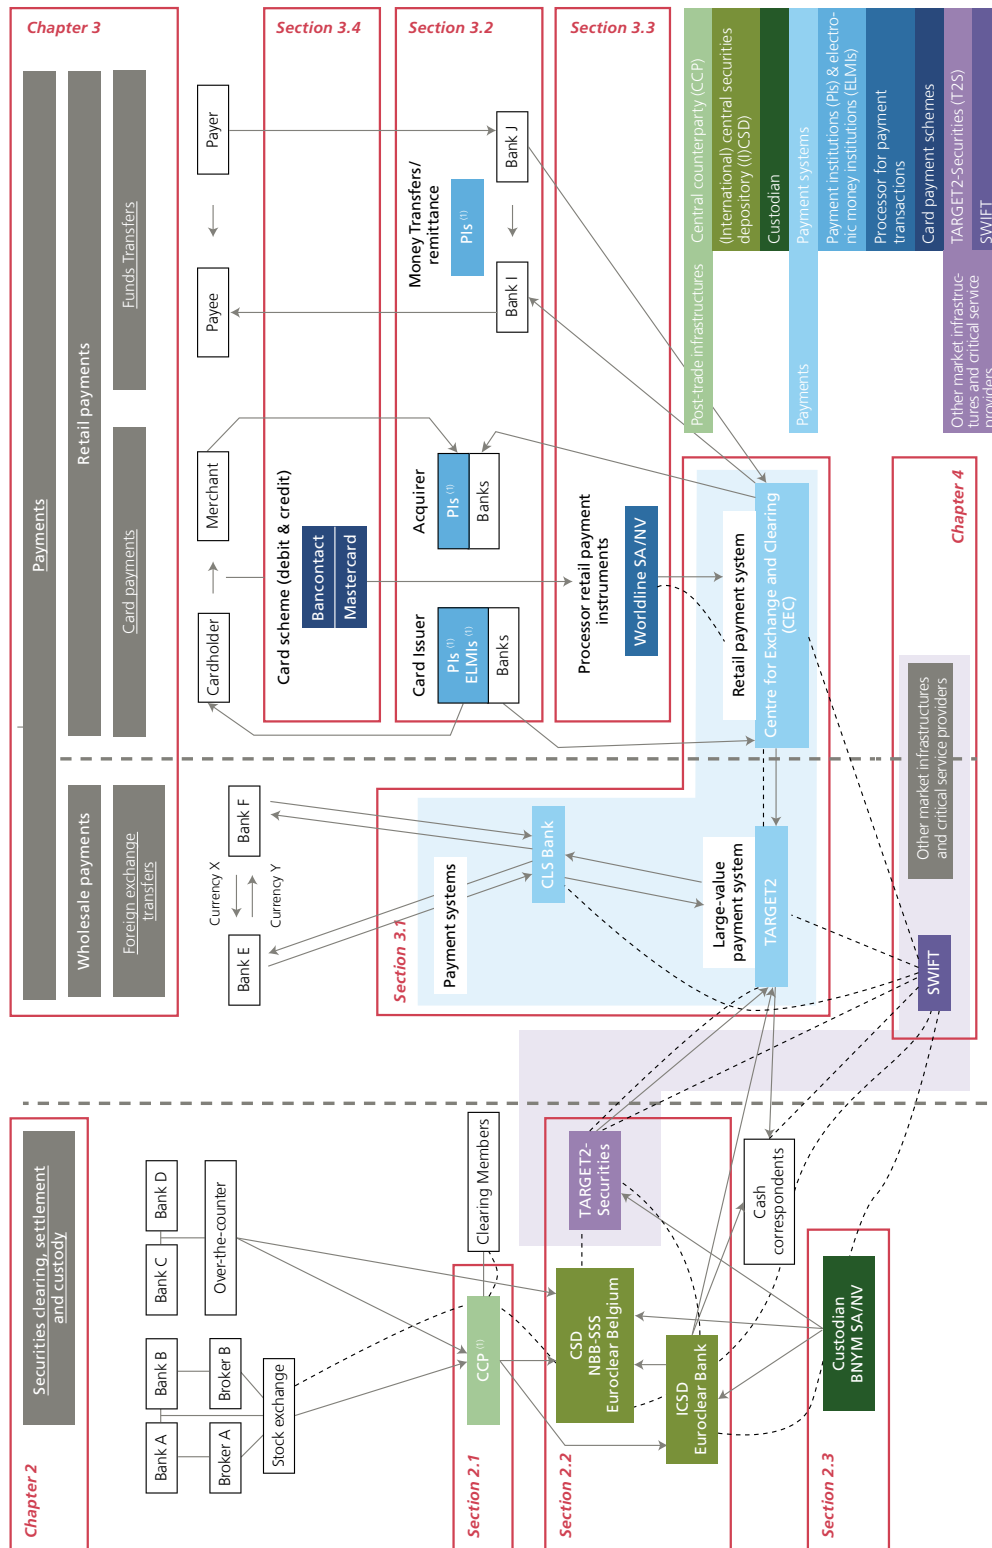 Chapter 2
Securities clearing, settlement
and custody
Bank A
Bank B
Bank C
Bank D
Broker A
Broker B
Over-the-counter
Stock exchange
Section 2.1
CCP (1)
Clearing Members
Section 2.2
CSD
NBB-SSS
Euroclear Belgium
TARGET2-
Securities
ICSD
Euroclear Bank
Cash
correspondents
Section 2.3
Custodian
BNYM SA/NV
Chapter 3
Payments
Wholesale payments
Retail payments
Foreign exchange
transfers
Card payments
Funds Transfers
Bank E
Currency X
Currency Y
Bank F
Cardholder
Merchant
Payee
Payer
Section 3.4
Card scheme (debit & credit)
Bancontact
Mastercard
Section 3.2
Card Issuer
PIs (1)
ELMIs (1)
Banks
Acquirer
PIs (1)
Banks
Money Transfers/
remittance
PIs (1)
Bank I
Bank J
Section 3.3
Processor retail payment
instruments
Worldline SA/NV
Section 3.1
Payment systems
CLS Bank
Large-value
payment system
TARGET2
Retail payment system
Centre for Exchange and Clearing
(CEC)
Chapter 4
SWIFT
Other market infrastructures
and critical service providers
Post-trade infrastructures
Central counterparty (CCP)
(International) central securities
depository ((I)CSD)
Custodian
Payments
Payment systems
Payment institutions (PIs) & electro-
nic money institutions (ELMIs)
Processor for payment
transactions
Card payment schemes
Other market infrastruc-
tures and critical service
providers
TARGET2-Securities (T2S)
SWIFT